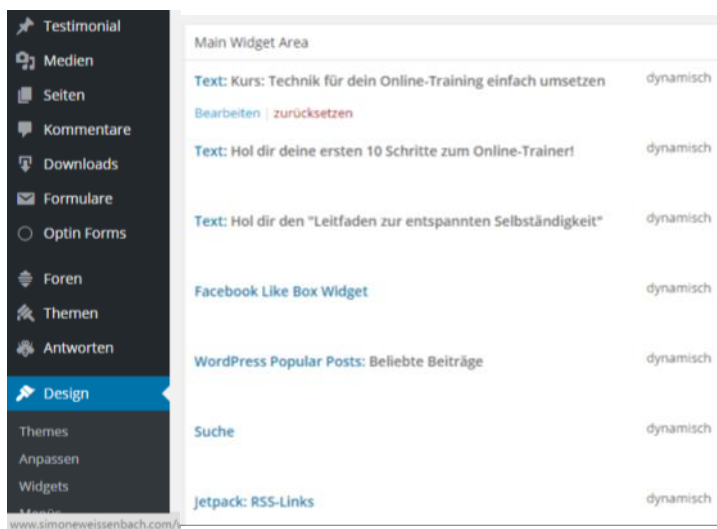 Testimonial
Medien
Seiten
Kommentare
Downloads
Formulare
Optin Forms
Foren
Themen
Antworten
Design
Themes
Anpassen
Widgets
Menüs
www.simoneweissenbach.com/
Main Widget Area
Text: Kurs: Technik für dein Online-Training einfach umsetzen dynamisch
Bearbeiten | zurücksetzen
Text: Hol dir deine ersten 10 Schritte zum Online-Trainer! dynamisch
Text: Hol dir den "Leitfaden zur entspannten Selbständigkeit" dynamisch
Facebook Like Box Widget dynamisch
WordPress Popular Posts: Beliebte Beiträge dynamisch
Suche dynamisch
Jetpack: RSS-Links dynamisch